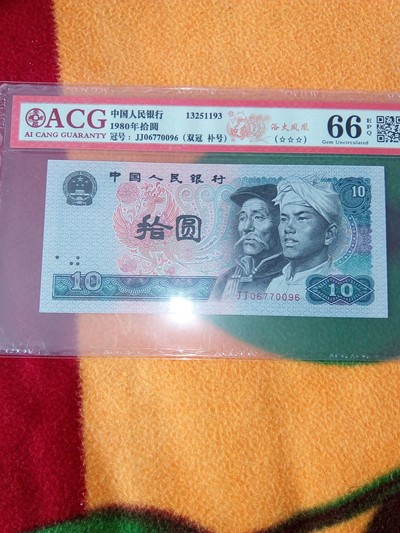 ACG
AI CANG GUARANTY
中国人民银行 13251193
1980年拾圆
冠号：JJ06770096（双冠 补号）
浴火凤凰
(☆☆☆)
66 EPQ
Gem Uncirculated
中国人民银行
10
拾圆
JJ06770096
10
10